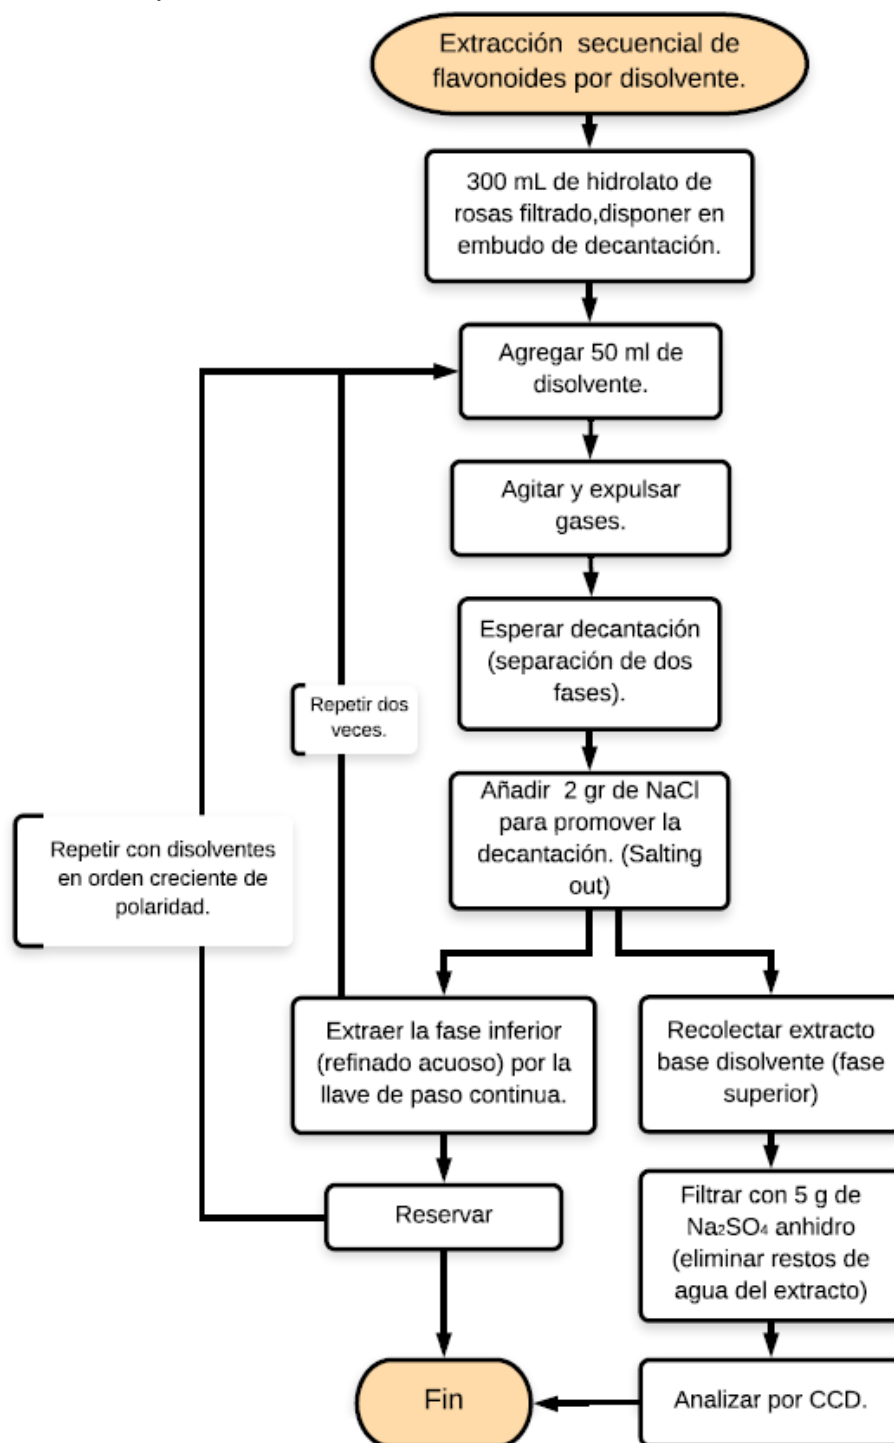 Extracción secuencial de
flavonoides por disolvente.
300 mL de hidrolato de
rosas filtrado,disponer en
embudo de decantación.
Agregar 50 ml de
disolvente.
Agitar y expulsar
gases.
Esperar decantación
(separación de dos
fases).
Repetir dos
veces.
Añadir 2 gr de NaCl
para promover la
decantación. (Salting
out)
Repetir con disolventes
en orden creciente de
polaridad.
Extraer la fase inferior
(refinado acuoso) por la
llave de paso continua.
Recolectar extracto
base disolvente (fase
superior)
Reservar
Filtrar con 5 g de
Na₂SO₄ anhidro
(eliminar restos de
agua del extracto)
Fin
Analizar por CCD.